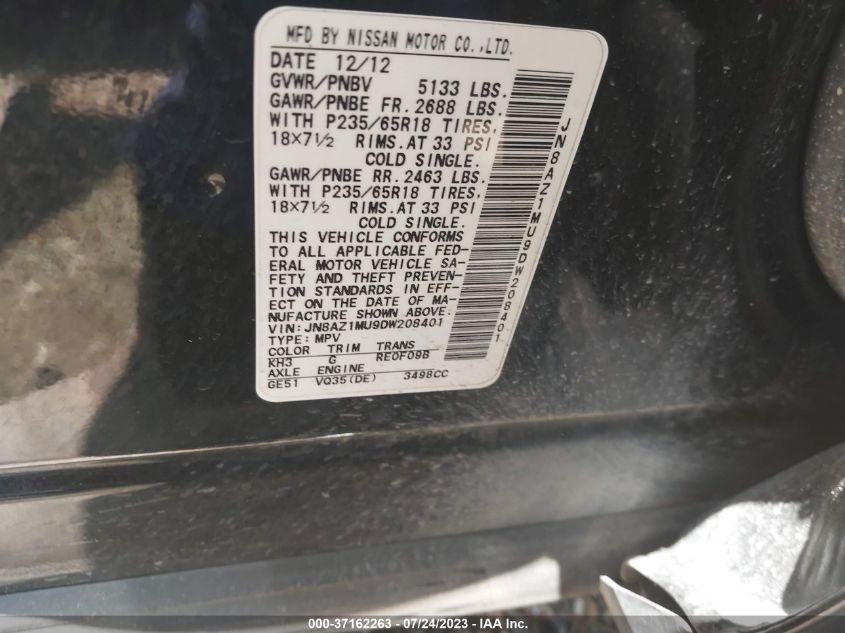 MFD BY NISSAN MOTOR CO.,LTD.
DATE 12/12
GVWR/PNBV 5133 LBS.
GAWR/PNBE FR. 2688 LBS.
WITH P235/65R18 TIRES,
18×7½ RIMS.AT 33 PSI
COLD SINGLE.
GAWR/PNBE RR. 2463 LBS.
WITH P235/65R18 TIRES,
18×7½ RIMS.AT 33 PSI
COLD SINGLE.
THIS VEHICLE CONFORMS
TO ALL APPLICABLE FED-
ERAL MOTOR VEHICLE SA-
FETY AND THEFT PREVEN-
TION STANDARDS IN EFF-
ECT ON THE DATE OF MA-
NUFACTURE SHOWN ABOVE.
VIN: JN8AZ1MU9DW208401
TYPE: MPV
COLOR TRIM TRANS
KH3 G RE0F09B
AXLE ENGINE
GE51 VQ35(DE) 3498CC
JN8AZ1MU9DW208401
000-37162263 - 07/24/2023 - IAA Inc.